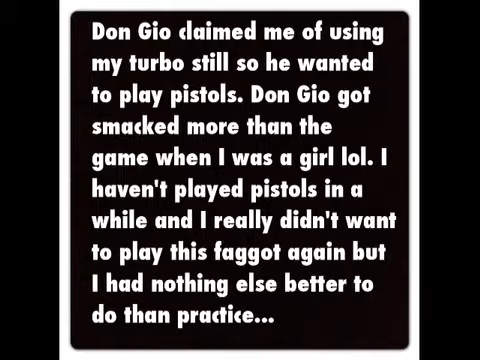 Don Gio claimed me of using
my turbo still so he wanted
to play pistols. Don Gio got
smacked more than the
game when I was a girl lol. I
haven't played pistols in a
while and I really didn't want
to play this faggot again but
I had nothing else better to
do than practice...